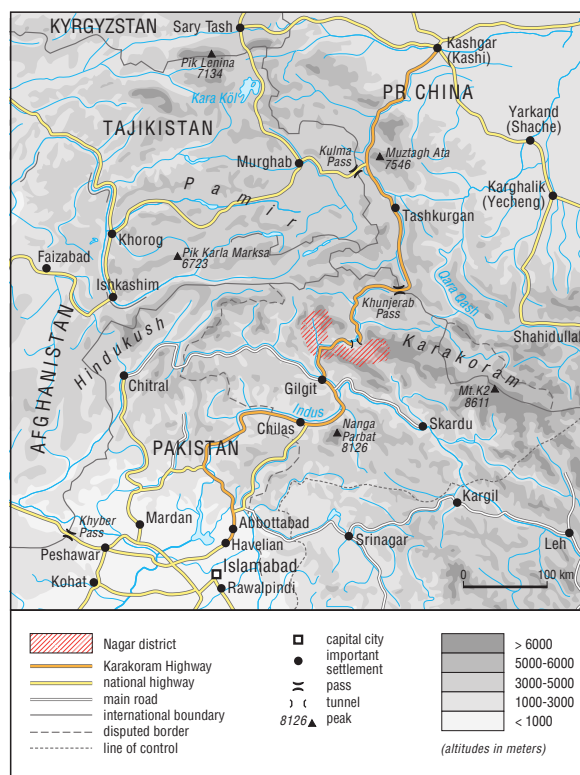 KYRGYZSTAN
Sary Tash
Pik Lenina
7134
Kara Köl
Kashgar
(Kashi)
PR CHINA
TAJIKISTAN
Yarkand
(Shache)
Kulma
Pass
Muztagh Ata
7546
Murghab
Karghalik
(Yecheng)
Pamir
Tashkurgan
Khorog
Faizabad
Pik Karla Marksa
6723
Qara Qash
Ishkashim
Khunjerab
Pass
Shahidullah
AFGHANISTAN
Hindukush
Karakoram
Chitral
Gilgit
Mt.K2
8611
Indus
Chilas
Nanga
Parbat
8126
Skardu
PAKISTAN
Kargil
Khyber
Pass
Mardan
Abbottabad
Peshawar
Havelian
Srinagar
Leh
Islamabad
Kohat
Rawalpindi
0 100 km
Nagar district
Karakoram Highway
national highway
main road
international boundary
disputed border
line of control
capital city
important
settlement
pass
tunnel
8126 peak
> 6000
5000-6000
3000-5000
1000-3000
< 1000
(altitudes in meters)